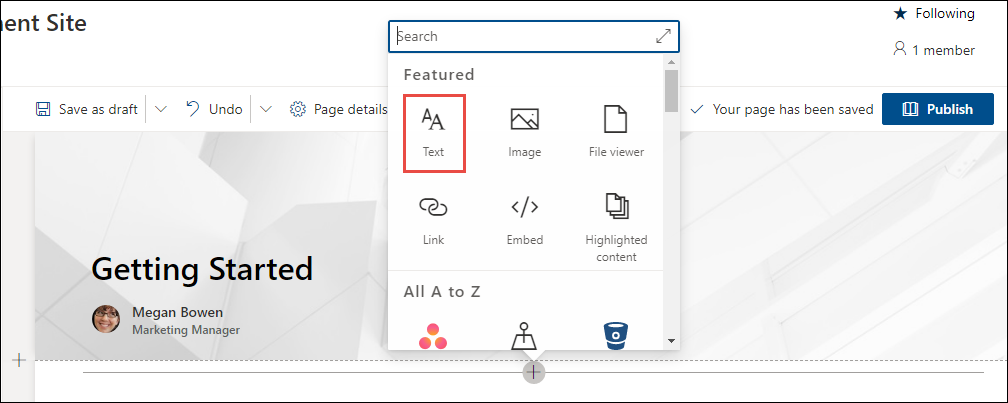 ent Site
Following
1 member
Search
Featured
Text
Image
File viewer
Link
Embed
Highlighted
content
All A to Z
Save as draft
Undo
Page details
Your page has been saved
Publish
Getting Started
Megan Bowen
Marketing Manager